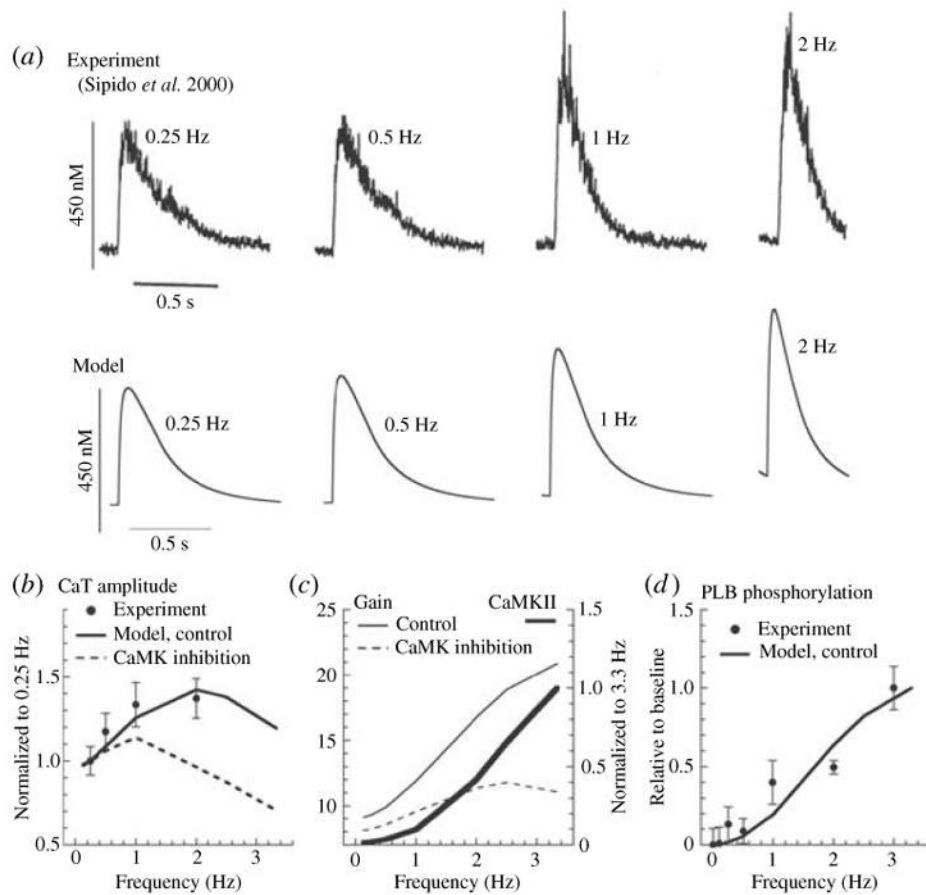 (a) Experiment
(Sipido et al. 2000)
0.25 Hz
0.5 Hz
1 Hz
2 Hz
450 nM
0.5 s
Model
0.25 Hz
0.5 Hz
1 Hz
2 Hz
450 nM
0.5 s
(b) CaT amplitude
Experiment
Model, control
CaMK inhibition
Normalized to 0.25 Hz
1.5
1.0
0.5
0 1 2 3
Frequency (Hz)
(c) Gain CaMKII
Control
CaMK inhibition
25
20
15
10
1.5
1.0
0.5
0
Normalized to 3.3 Hz
0 1 2 3
Frequency (Hz)
(d) PLB phosphorylation
Experiment
Model, control
Relative to baseline
1.5
1.0
0.5
0
0 1 2 3
Frequency (Hz)